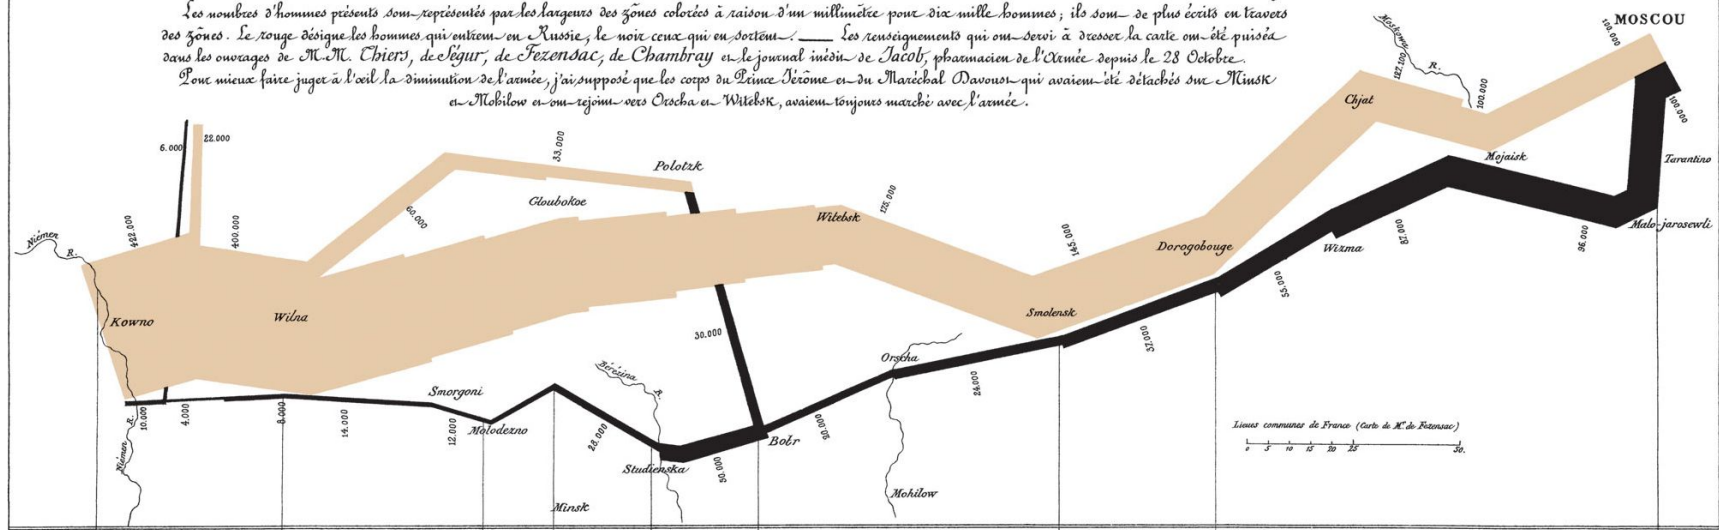 Les nombres d'hommes présents sont représentés par les largeurs des zônes colorées à raison d'un millimètre pour dix mille hommes; ils sont de plus écrits en travers
des zônes. Le rouge désigne les hommes qui entrent en Russie, le noir ceux qui en sortent. — Les renseignements qui ont servi à dresser la carte ont été puisés
dans les ouvrages de M.M. Thiers, de Ségur, de Fezensac, de Chambray et le journal inédit de Jacob, pharmacien de l'Armée depuis le 28 Octobre.
Pour mieux faire juger à l'œil la diminution de l'armée, j'ai supposé que les corps du Prince Jérôme et du Maréchal Davoust qui avaient été détachés sur Minsk
et Mohilow et ont rejoint vers Orscha et Witebsk, avaient toujours marché avec l'armée.
MOSCOU
100.000
Moskowa R.
127.100
100.000
Chjat
100.000
Mojaisk
Tarantino
Malo-jarosewli
6.000
22.000
33.000
Polotzk
Gloubokoe
60.000
Niémen R.
422.000
400.000
Witebsk
175.000
145.000
Dorogobouge
Wizma
87.000
96.000
55.000
Kowno
Wilna
Smolensk
30.000
37.000
Orscha
24.000
Bérézina R.
Smorgoni
10.000
4.000
8.000
14.000
12.000
Molodezno
28.000
20.000
Bobr
Studienska
50.000
Niémen R.
Minsk
Mohilow
Lieues communes de France (Carte de M. de Fezensac)
0 5 10 15 20 25 50.